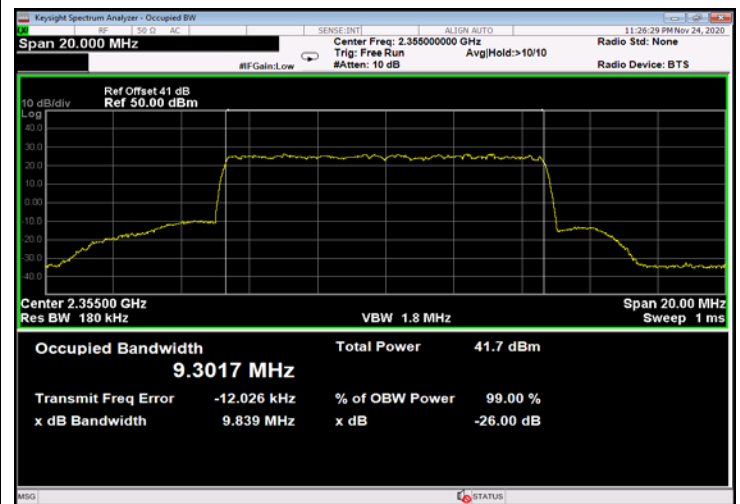 Keysight Spectrum Analyzer - Occupied BW
LXI RF 50 Ω AC SENSE:INT ALIGN AUTO 11:26:29 PM Nov 24, 2020
Span 20.000 MHz
Center Freq: 2.355000000 GHz
Radio Std: None
Trig: Free Run Avg|Hold:>10/10
#IFGain:Low #Atten: 10 dB Radio Device: BTS
Ref Offset 41 dB
10 dB/div Ref 50.00 dBm
Log
40.0
30.0
20.0
10.0
0.00
-10.0
-20.0
-30.0
-40.0
Center 2.35500 GHz Span 20.00 MHz
Res BW 180 kHz VBW 1.8 MHz Sweep 1 ms
Occupied Bandwidth Total Power 41.7 dBm
9.3017 MHz
Transmit Freq Error -12.026 kHz % of OBW Power 99.00 %
x dB Bandwidth 9.839 MHz x dB -26.00 dB
MSG STATUS